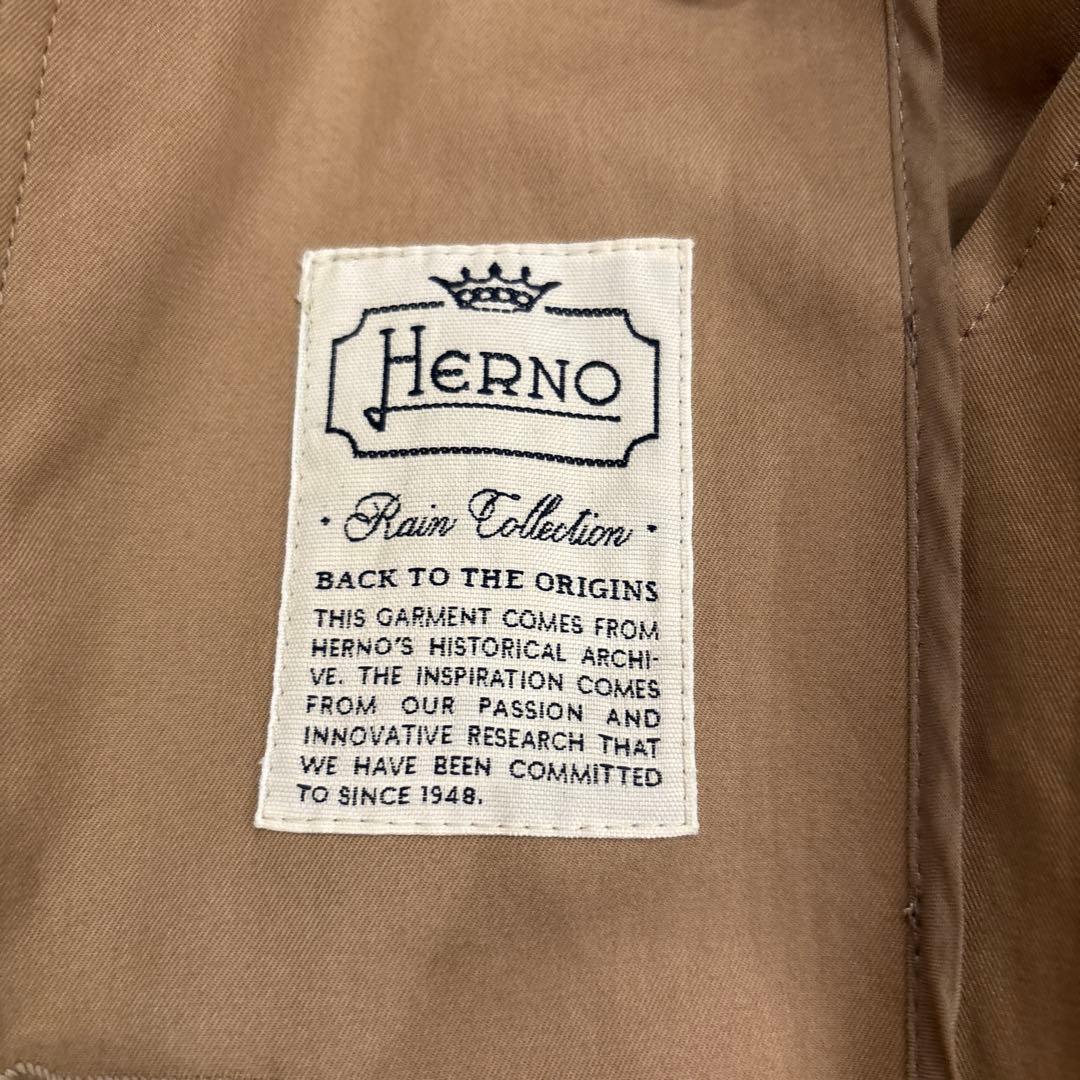 HERNO
· Rain Collection ·
BACK TO THE ORIGINS
THIS GARMENT COMES FROM
HERNO'S HISTORICAL ARCHI-
VE. THE INSPIRATION COMES
FROM OUR PASSION AND
INNOVATIVE RESEARCH THAT
WE HAVE BEEN COMMITTED
TO SINCE 1948.